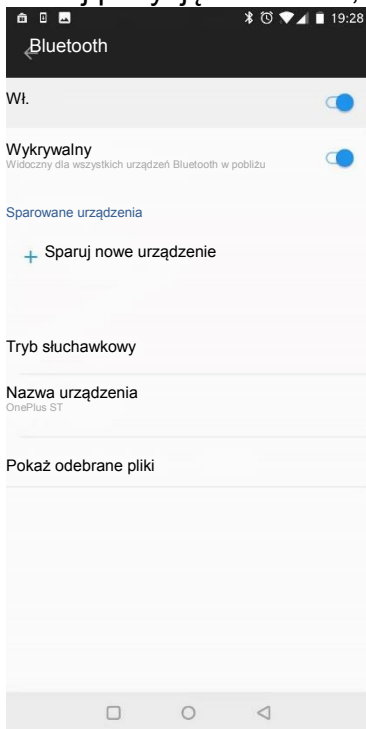 19:28
Bluetooth
Wł.
Wykrywalny
Widoczny dla wszystkich urządzeń Bluetooth w pobliżu
Sparowane urządzenia
+ Sparuj nowe urządzenie
Tryb słuchawkowy
Nazwa urządzenia
OnePlus ST
Pokaż odebrane pliki